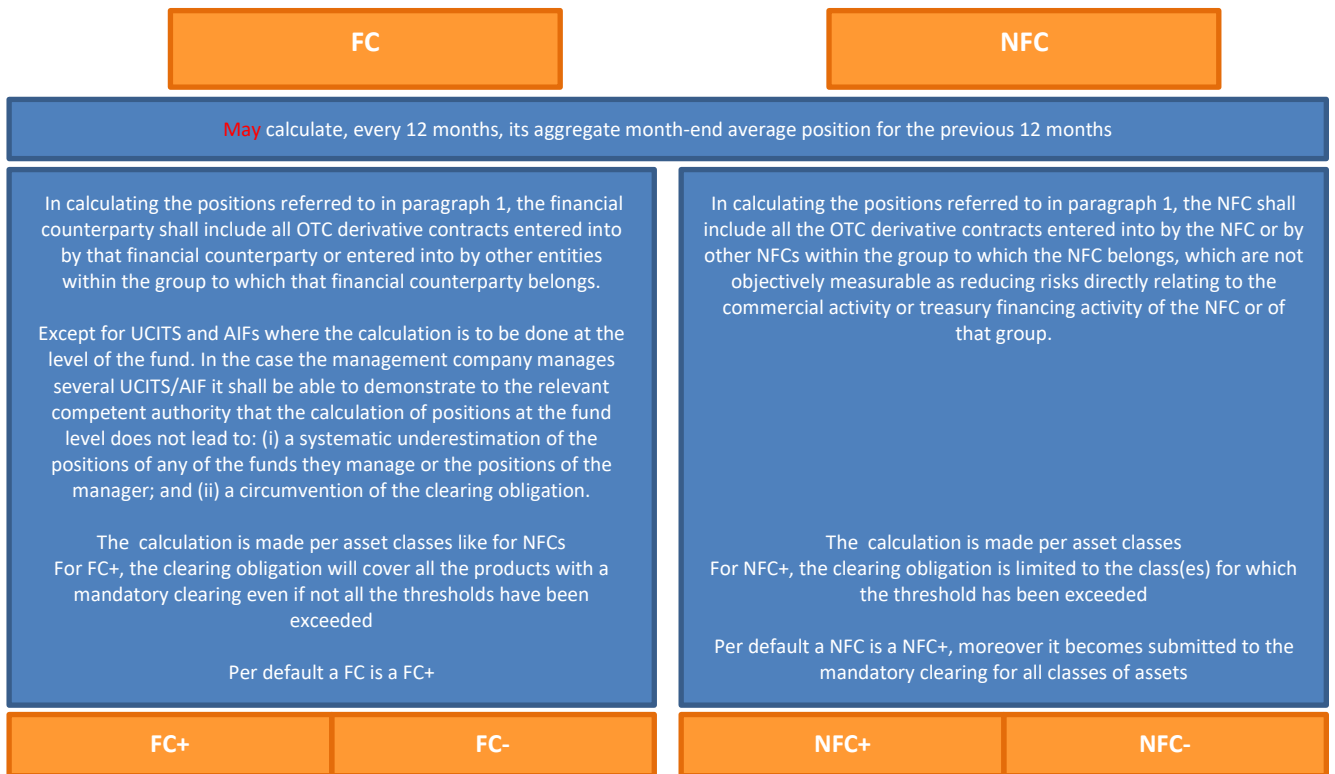 FC
NFC
May calculate, every 12 months, its aggregate month-end average position for the previous 12 months
In calculating the positions referred to in paragraph 1, the financial
counterparty shall include all OTC derivative contracts entered into
by that financial counterparty or entered into by other entities
within the group to which that financial counterparty belongs.
Except for UCITS and AIFs where the calculation is to be done at the
level of the fund. In the case the management company manages
several UCITS/AIF it shall be able to demonstrate to the relevant
competent authority that the calculation of positions at the fund
level does not lead to: (i) a systematic underestimation of the
positions of any of the funds they manage or the positions of the
manager; and (ii) a circumvention of the clearing obligation.
The calculation is made per asset classes like for NFCs
For FC+, the clearing obligation will cover all the products with a
mandatory clearing even if not all the thresholds have been
exceeded
Per default a FC is a FC+
In calculating the positions referred to in paragraph 1, the NFC shall
include all the OTC derivative contracts entered into by the NFC or by
other NFCs within the group to which the NFC belongs, which are not
objectively measurable as reducing risks directly relating to the
commercial activity or treasury financing activity of the NFC or of
that group.
The calculation is made per asset classes
For NFC+, the clearing obligation is limited to the class(es) for which
the threshold has been exceeded
Per default a NFC is a NFC+, moreover it becomes submitted to the
mandatory clearing for all classes of assets
FC+
FC-
NFC+
NFC-